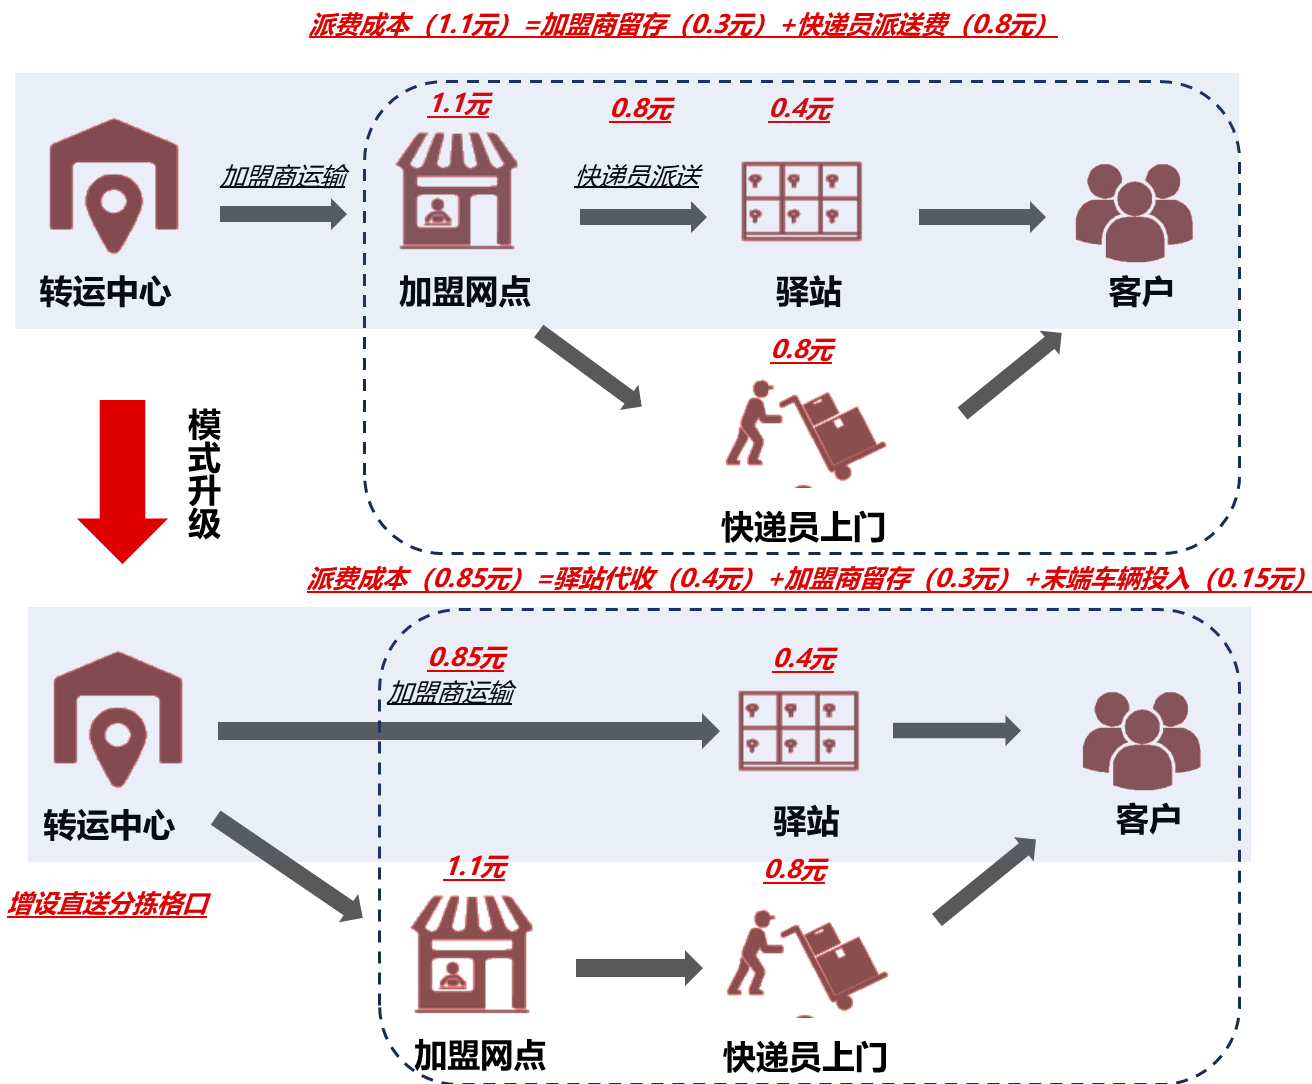 派费成本（1.1元）=加盟商留存（0.3元）+快递员派送费（0.8元）
1.1元
0.8元
0.4元
加盟商运输
快递员派送
转运中心
加盟网点
驿站
客户
0.8元
模式升级
快递员上门
派费成本（0.85元）=驿站代收（0.4元）+加盟商留存（0.3元）+末端车辆投入（0.15元）
0.85元
0.4元
加盟商运输
转运中心
驿站
客户
1.1元
0.8元
增设直送分拣格口
加盟网点
快递员上门